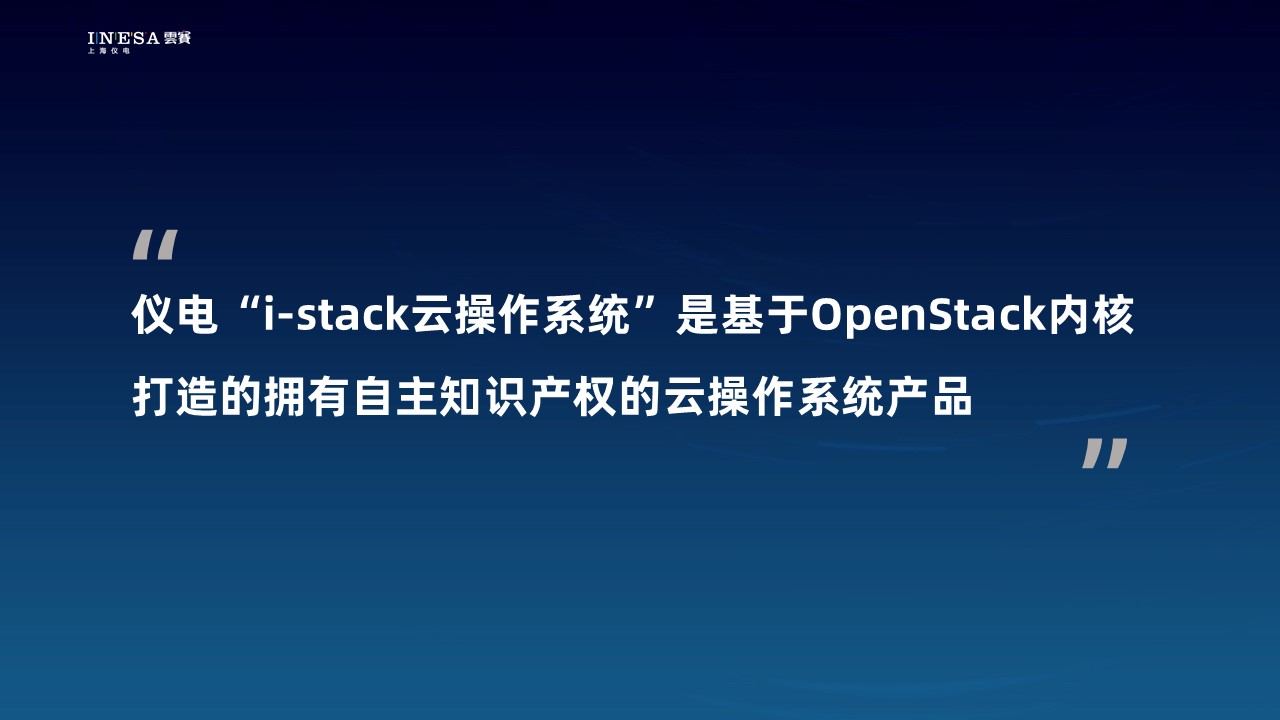 INESA 雲賽
上海仪电
“
仪电“i-stack云操作系统”是基于OpenStack内核
打造的拥有自主知识产权的云操作系统产品
”